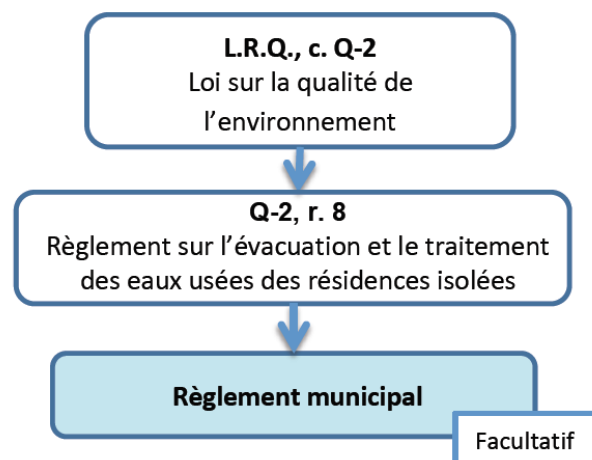 L.R.Q., c. Q-2
Loi sur la qualité de
l’environnement
Q-2, r. 8
Règlement sur l’évacuation et le traitement
des eaux usées des résidences isolées
Règlement municipal
Facultatif